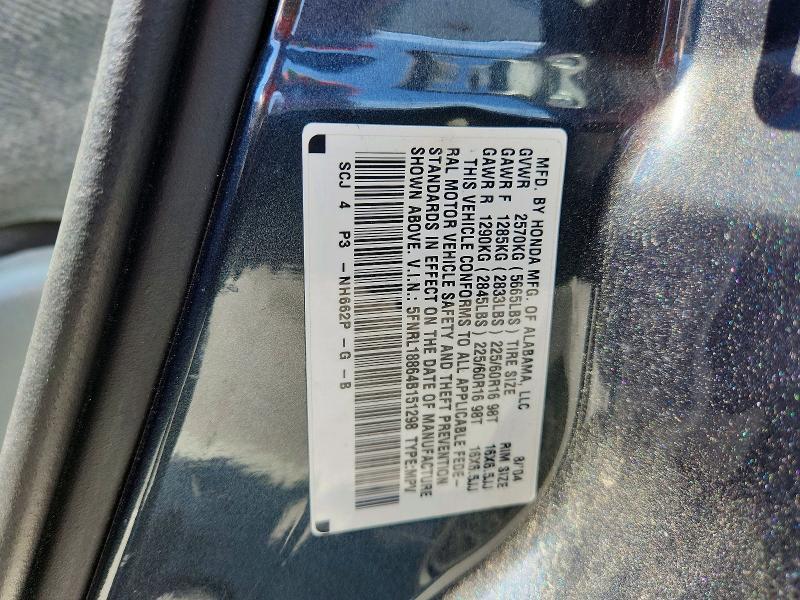 MFD. BY HONDA MFG. OF ALABAMA, LLC 8/'04
GVWR 2570KG (5665LBS) TIRE SIZE RIM SIZE
GAWR F 1285KG (2833LBS) 225/60R16 98T 16X6.5JJ
GAWR R 1290KG (2845LBS) 225/60R16 98T 16X6.5JJ
THIS VEHICLE CONFORMS TO ALL APPLICABLE FEDE-
RAL MOTOR VEHICLE SAFETY AND THEFT PREVENTION
STANDARDS IN EFFECT ON THE DATE OF MANUFACTURE
SHOWN ABOVE. V.I.N.: 5FNRL18864B151298 TYPE:MPV
SCJ 4 P3 - NH662P - G - B